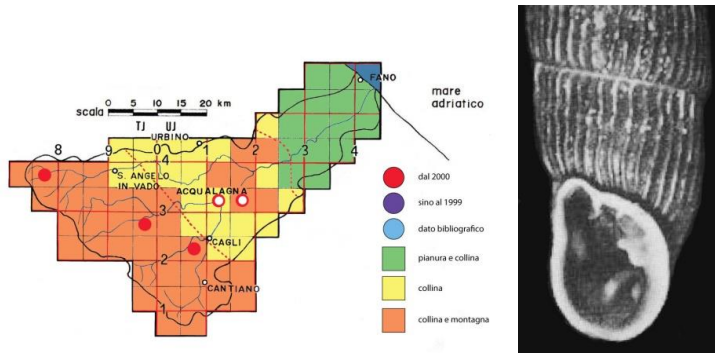 FANO
mare
adriatico
scala 0 5 10 15 20 km
TJ UJ
URBINO
8 9 0 1 2 3 4
4
S. ANGELO
IN VADO
ACQUALAGNA
3
CAGLI
2
CANTIANO
1
dal 2000
sino al 1999
dato bibliografico
pianura e collina
collina
collina e montagna